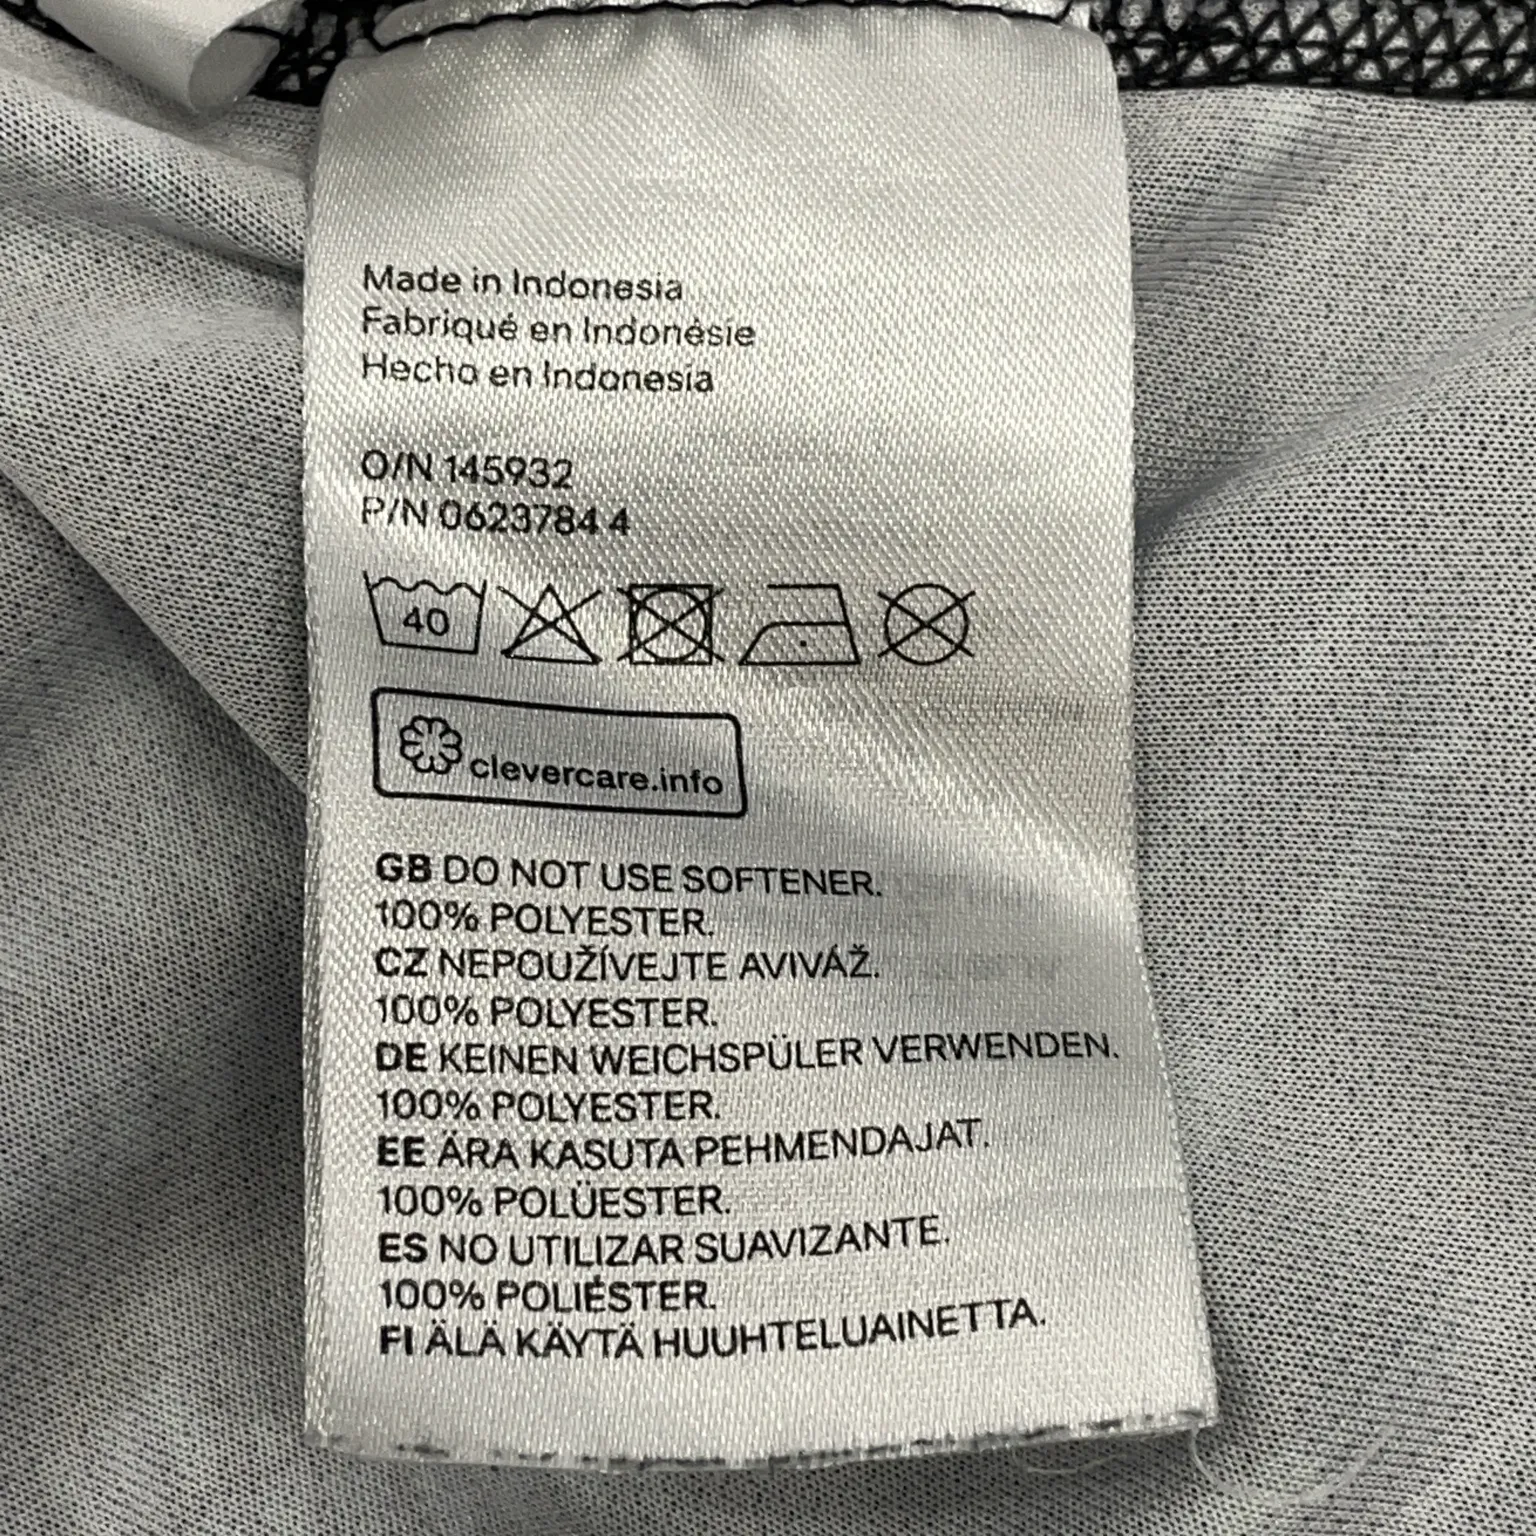 Made in Indonesia
Fabriqué en Indonésie
Hecho en Indonesia
O/N 145932
P/N 0623784 4
40
clevercare.info
GB DO NOT USE SOFTENER.
100% POLYESTER.
CZ NEPOUŽÍVEJTE AVIVÁŽ.
100% POLYESTER.
DE KEINEN WEICHSPÜLER VERWENDEN.
100% POLYESTER.
EE ÄRA KASUTA PEHMENDAJAT.
100% POLÜESTER.
ES NO UTILIZAR SUAVIZANTE.
100% POLIÉSTER.
FI ÄLÄ KÄYTÄ HUUHTELUAINETTA.